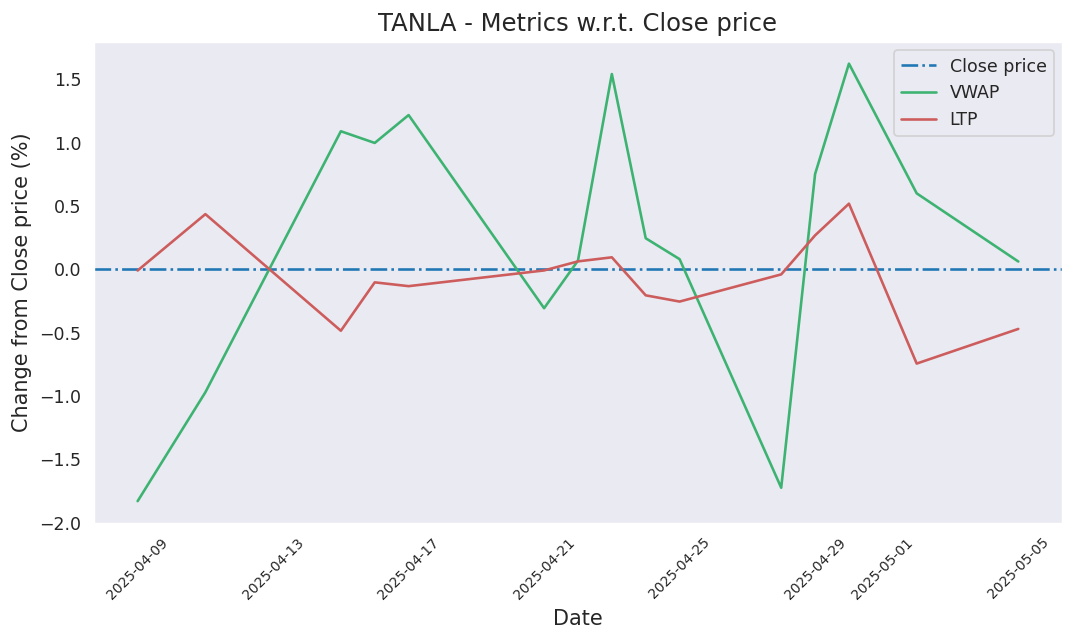 TANLA - Metrics w.r.t. Close price
Close price
VWAP
LTP
Change from Close price (%)
1.5
1.0
0.5
0.0
−0.5
−1.0
−1.5
−2.0
2025-04-09
2025-04-13
2025-04-17
2025-04-21
2025-04-25
2025-04-29
2025-05-01
2025-05-05
Date